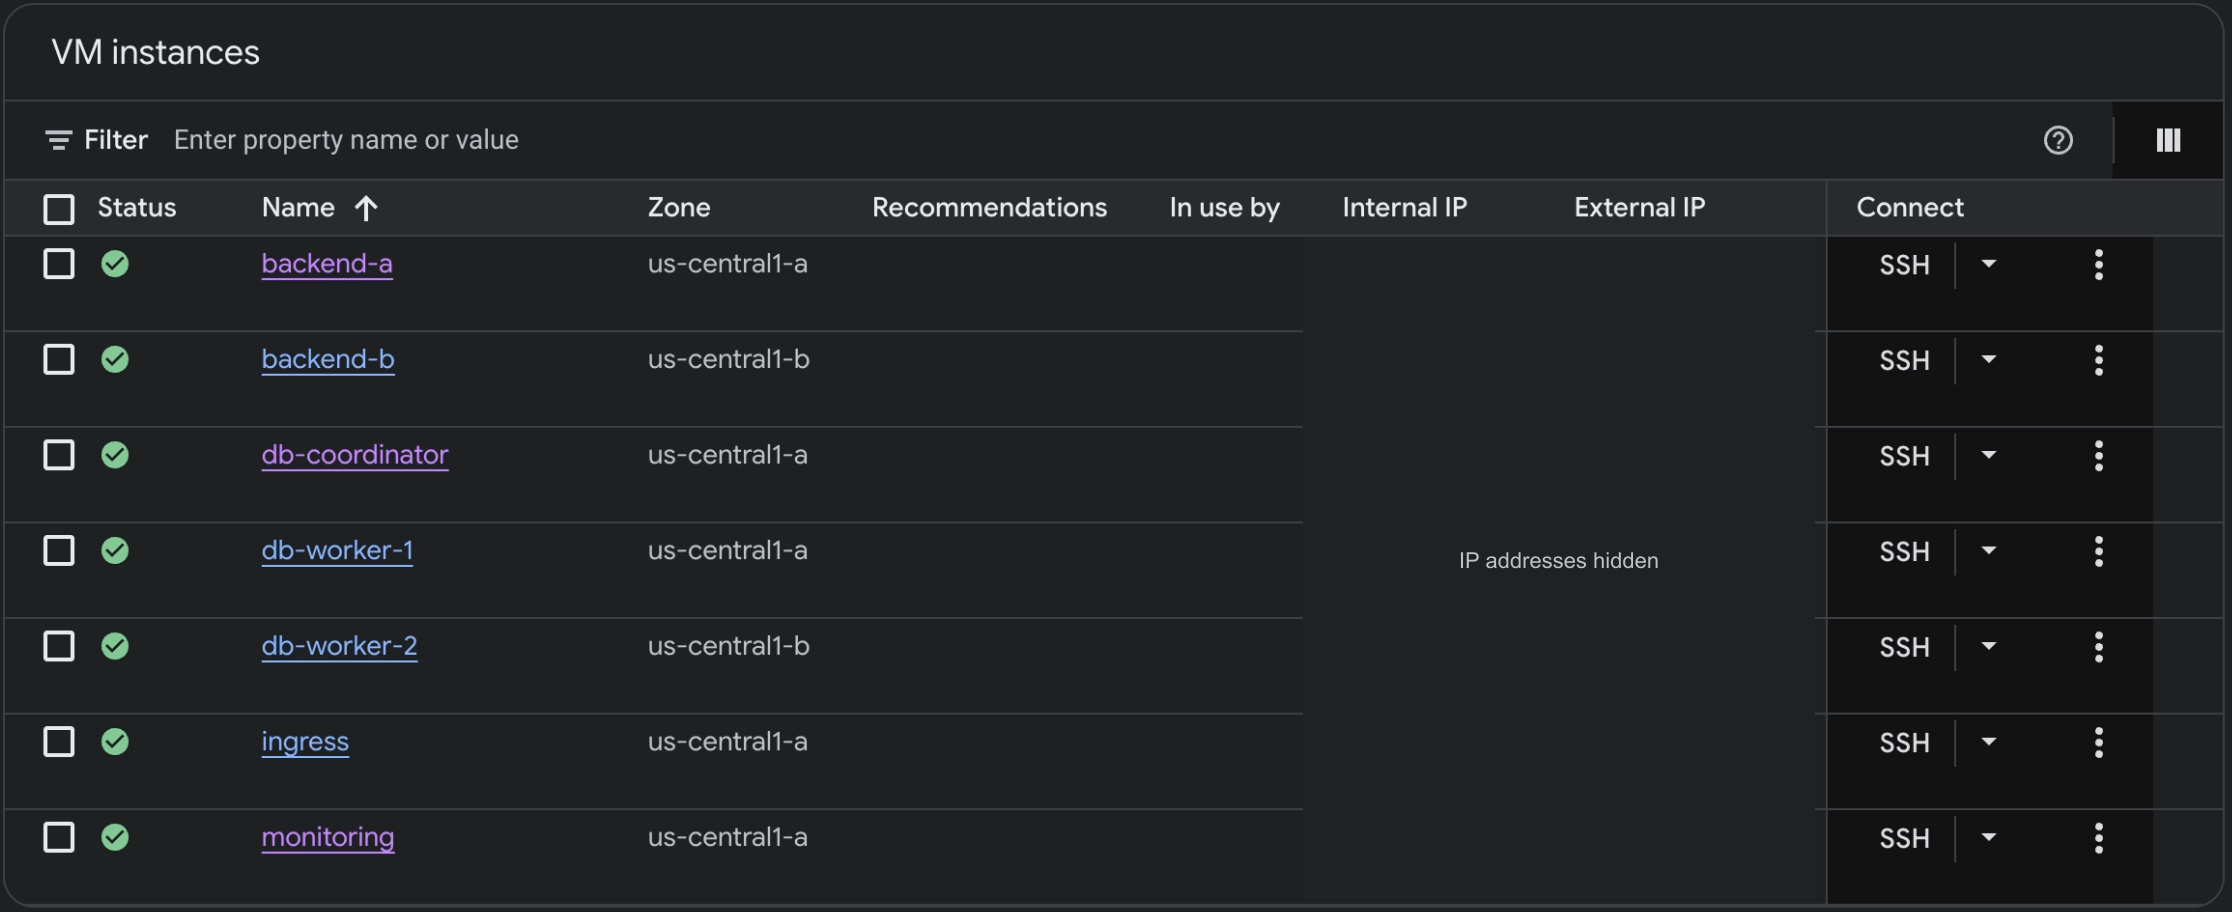 VM instances
Filter Enter property name or value
Status Name Zone Recommendations In use by Internal IP External IP Connect
backend-a us-central1-a SSH
backend-b us-central1-b SSH
db-coordinator us-central1-a SSH
db-worker-1 us-central1-a SSH
IP addresses hidden
db-worker-2 us-central1-b SSH
ingress us-central1-a SSH
monitoring us-central1-a SSH